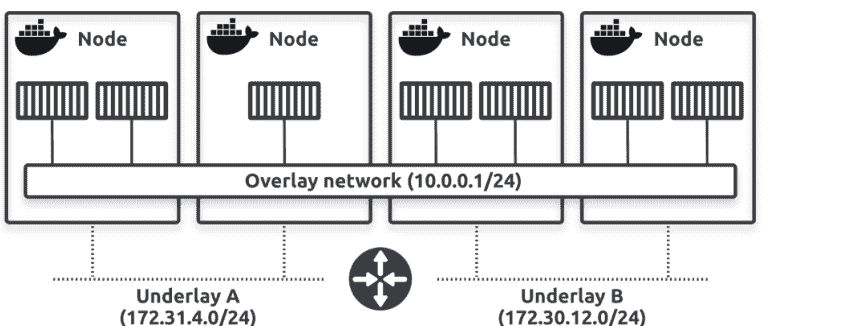 Node
Node
Node
Node
Overlay network (10.0.0.1/24)
Underlay A
(172.31.4.0/24)
Underlay B
(172.30.12.0/24)